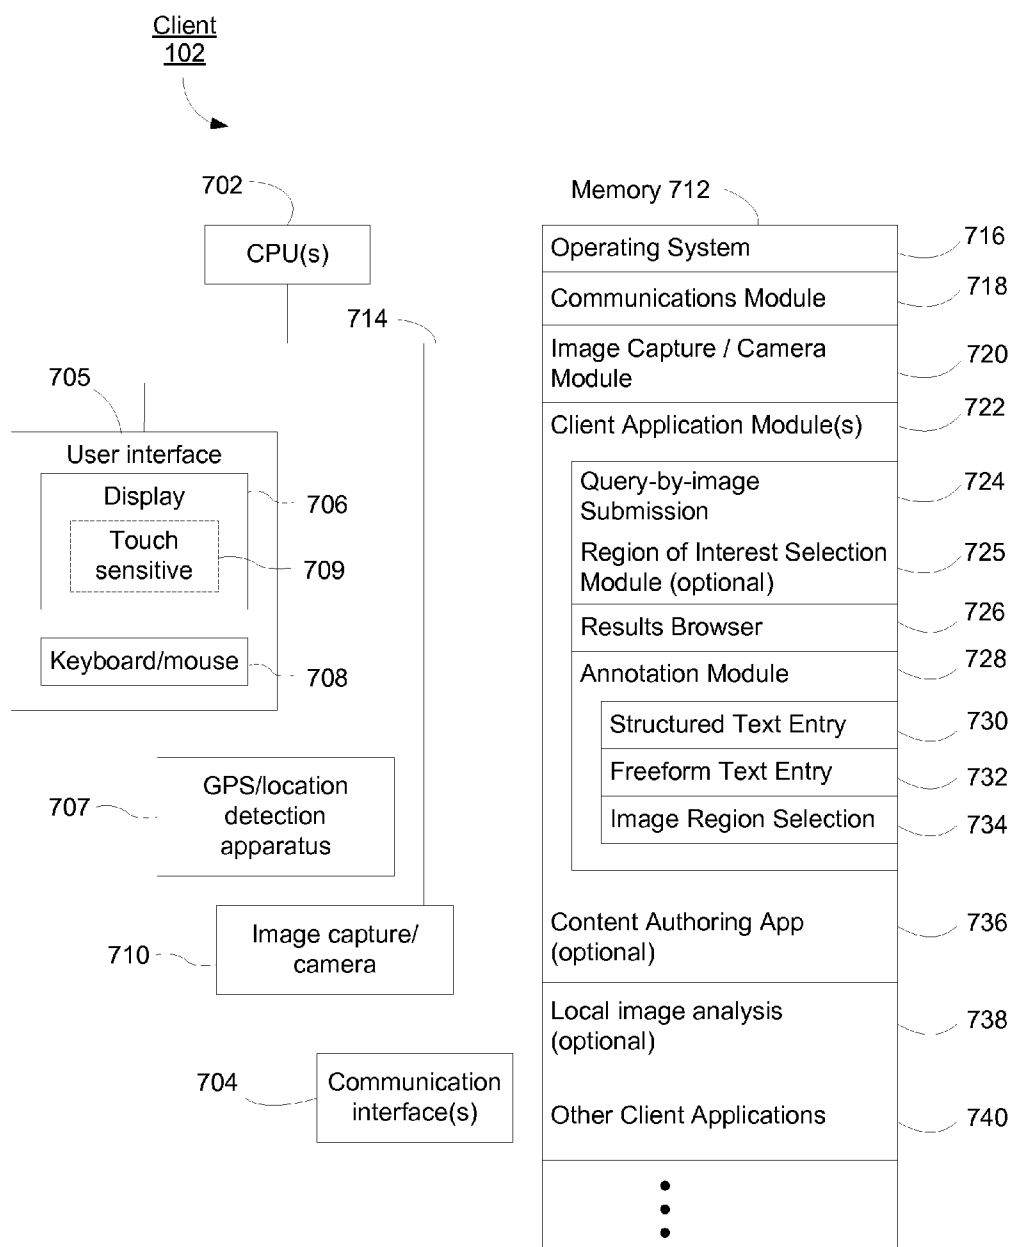 Client
102
702
CPU(s)
714
705
User interface
Display
706
Touch
sensitive
709
Keyboard/mouse
708
707
GPS/location
detection
apparatus
710
Image capture/
camera
704
Communication
interface(s)
Memory 712
Operating System
716
Communications Module
718
Image Capture / Camera
Module
720
Client Application Module(s)
722
Query-by-image
Submission
724
Region of Interest Selection
Module (optional)
725
Results Browser
726
Annotation Module
728
Structured Text Entry
730
Freeform Text Entry
732
Image Region Selection
734
Content Authoring App
(optional)
736
Local image analysis
(optional)
738
Other Client Applications
740